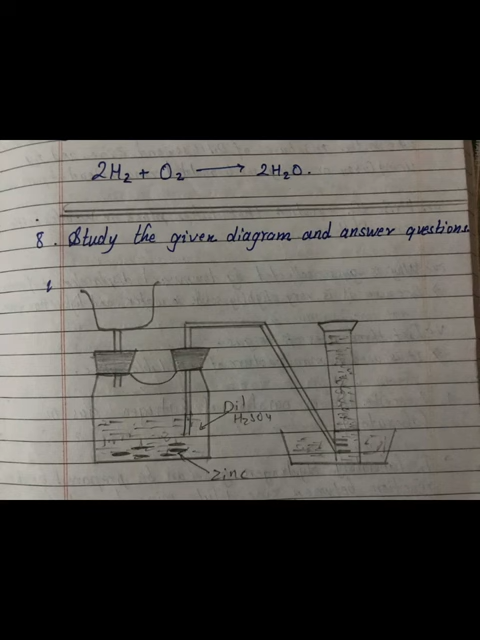 2H₂ + O₂ ⟶ 2H₂O.
8. Study the given diagram and answer questions.
Dil
H₂SO₄
Zinc